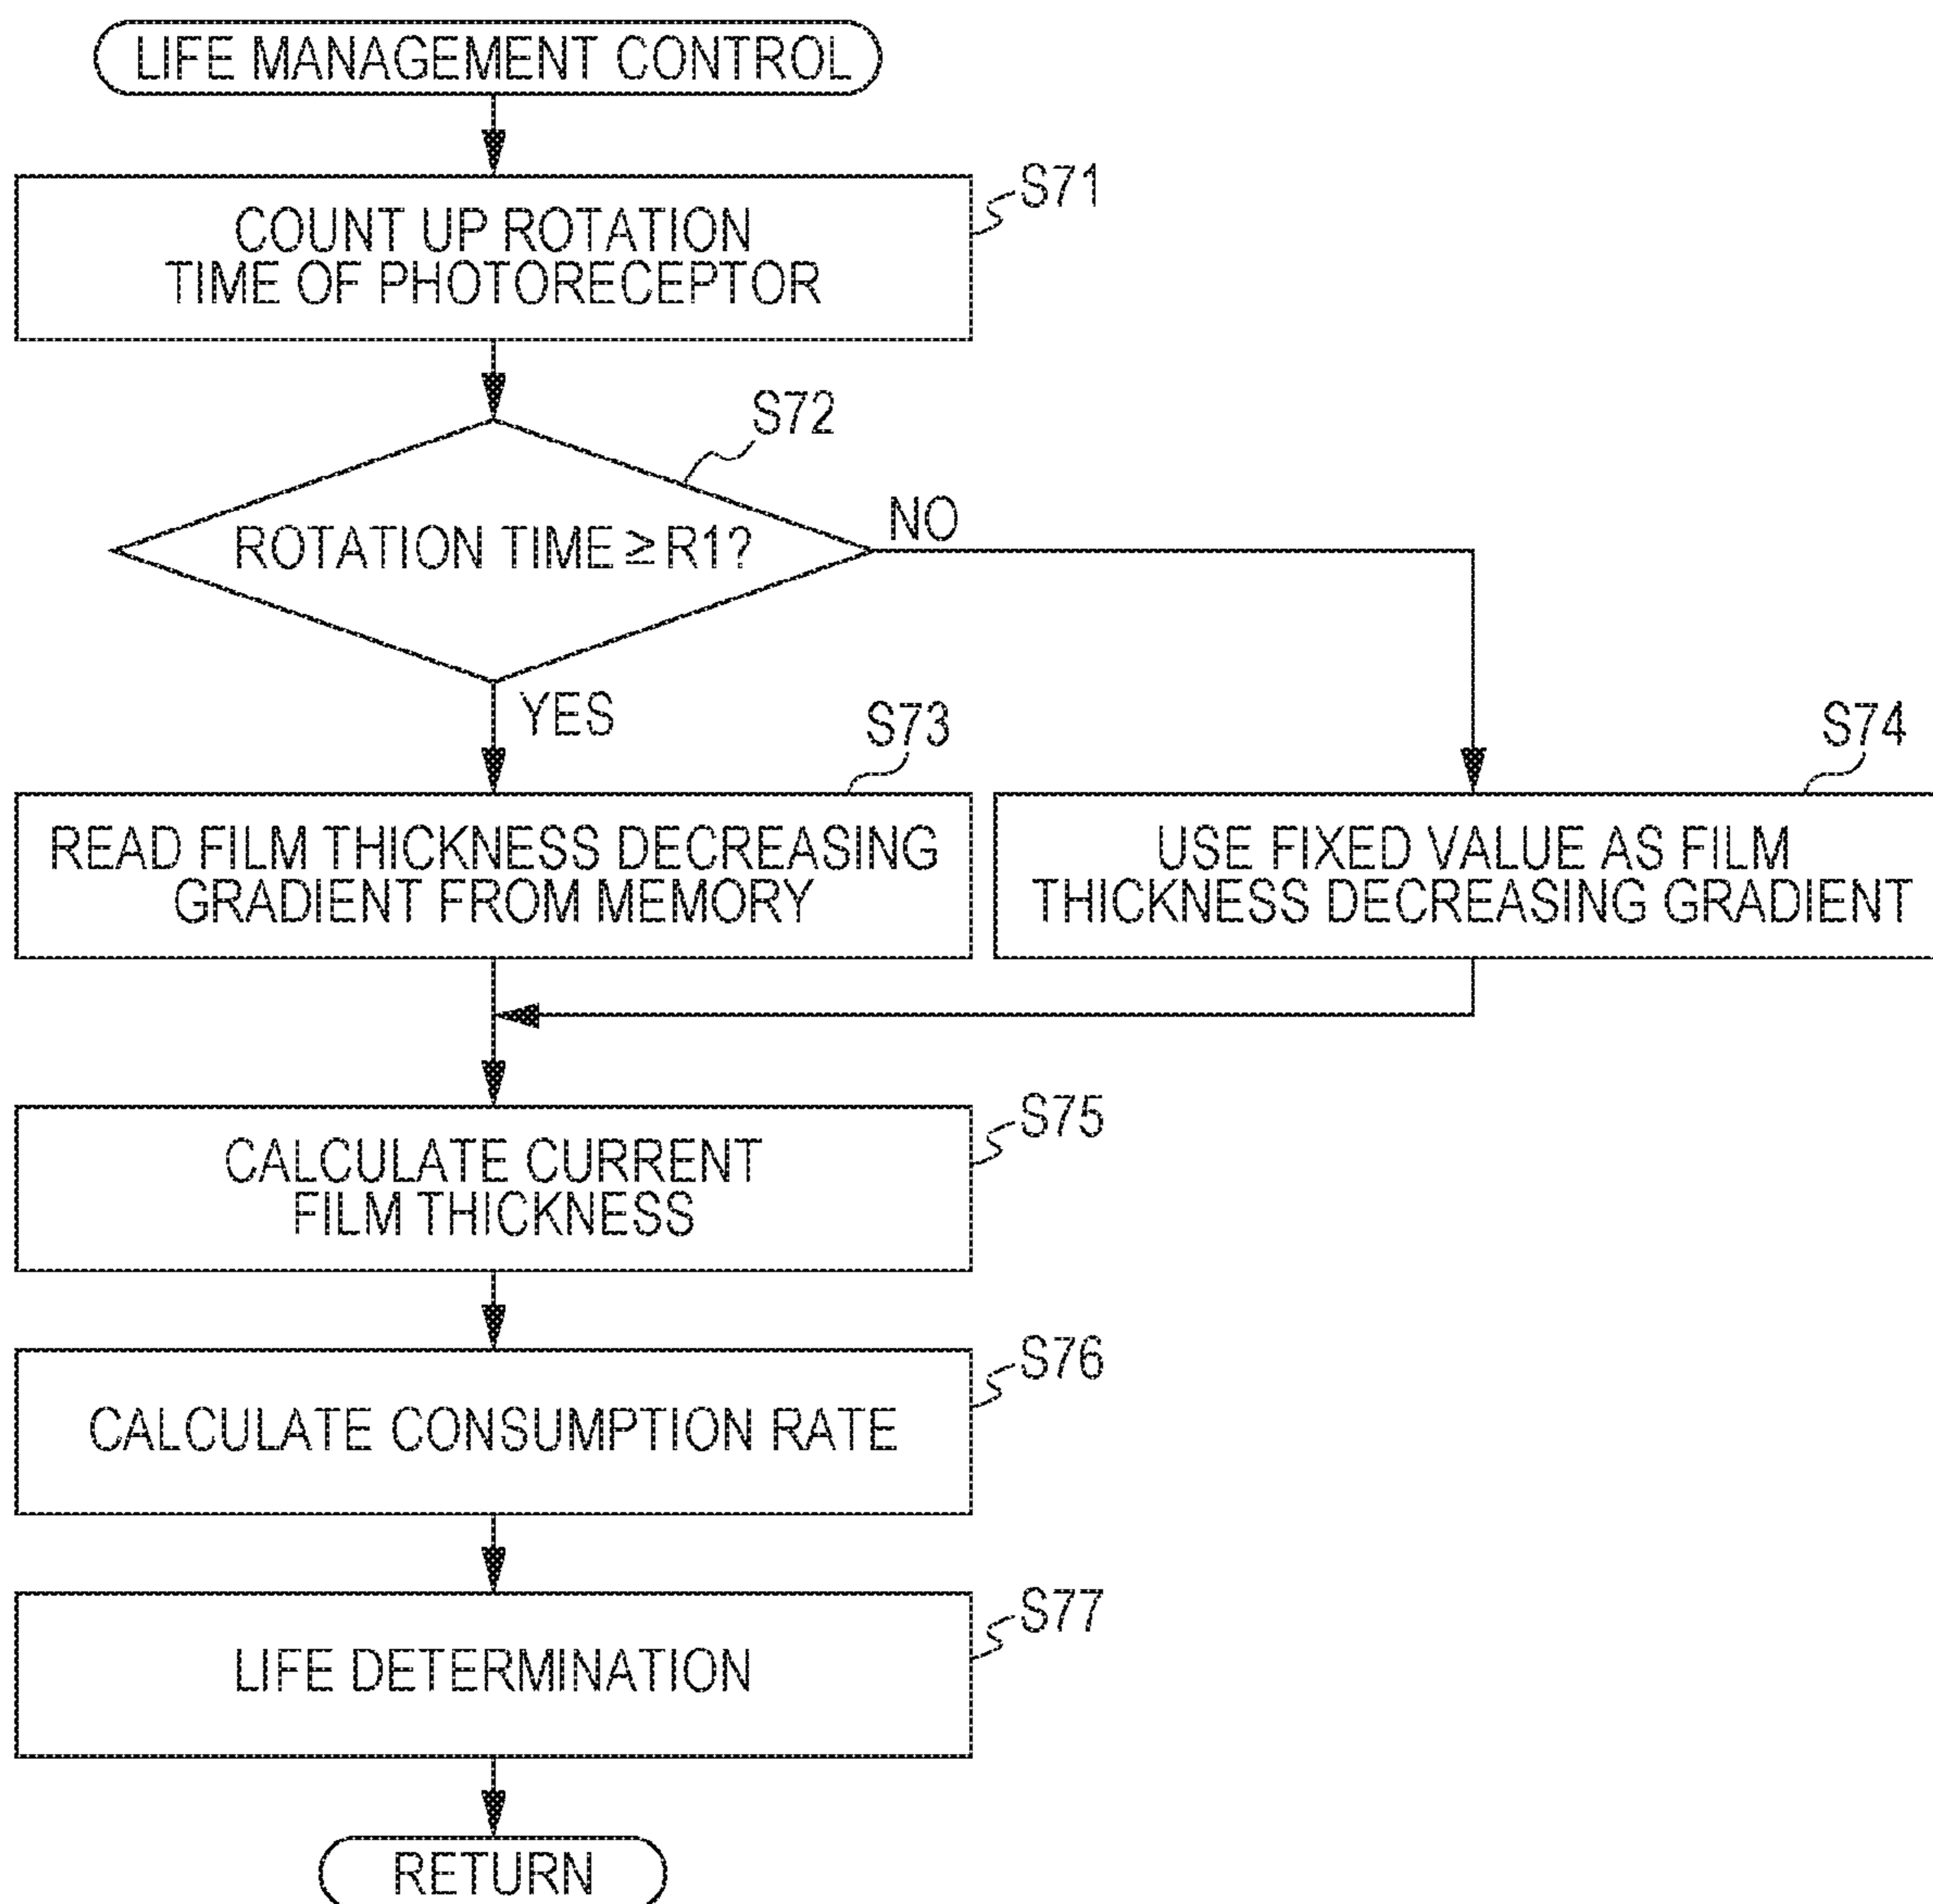 LIFE MANAGEMENT CONTROL
S71
COUNT UP ROTATION
TIME OF PHOTORECEPTOR
S72
ROTATION TIME ≥ R1?
NO
YES
S73
READ FILM THICKNESS DECREASING
GRADIENT FROM MEMORY
S74
USE FIXED VALUE AS FILM
THICKNESS DECREASING GRADIENT
S75
CALCULATE CURRENT
FILM THICKNESS
S76
CALCULATE CONSUMPTION RATE
S77
LIFE DETERMINATION
RETURN